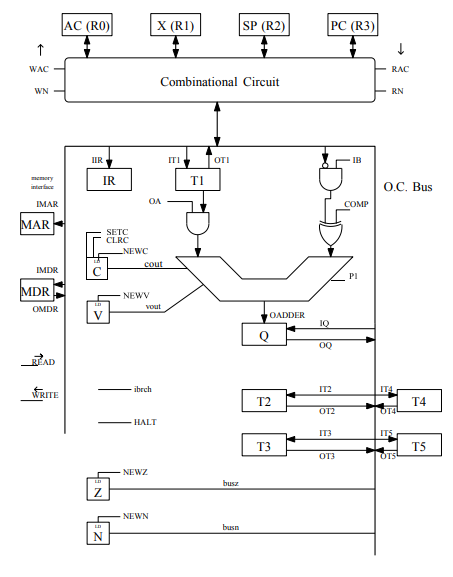 AC (R0) X (R1) SP (R2) PC (R3)
WAC RAC
Combinational Circuit
WN RN
IIR IT1 OT1 IB
memory
interface
IR T1 O.C. Bus
IMAR OA COMP
MAR
SETC
CLRC
NEWC
LD
C cout
IMDR P1
MDR
OMDR
NEWV
LD
V vout
OADDER
IQ
Q
OQ
READ
WRITE ibrch
IT2 IT4
T2 T4
OT2 OT4
HALT
IT3 IT5
T3 T5
OT3 OT5
NEWZ
LD
Z busz
NEWN
LD
N busn